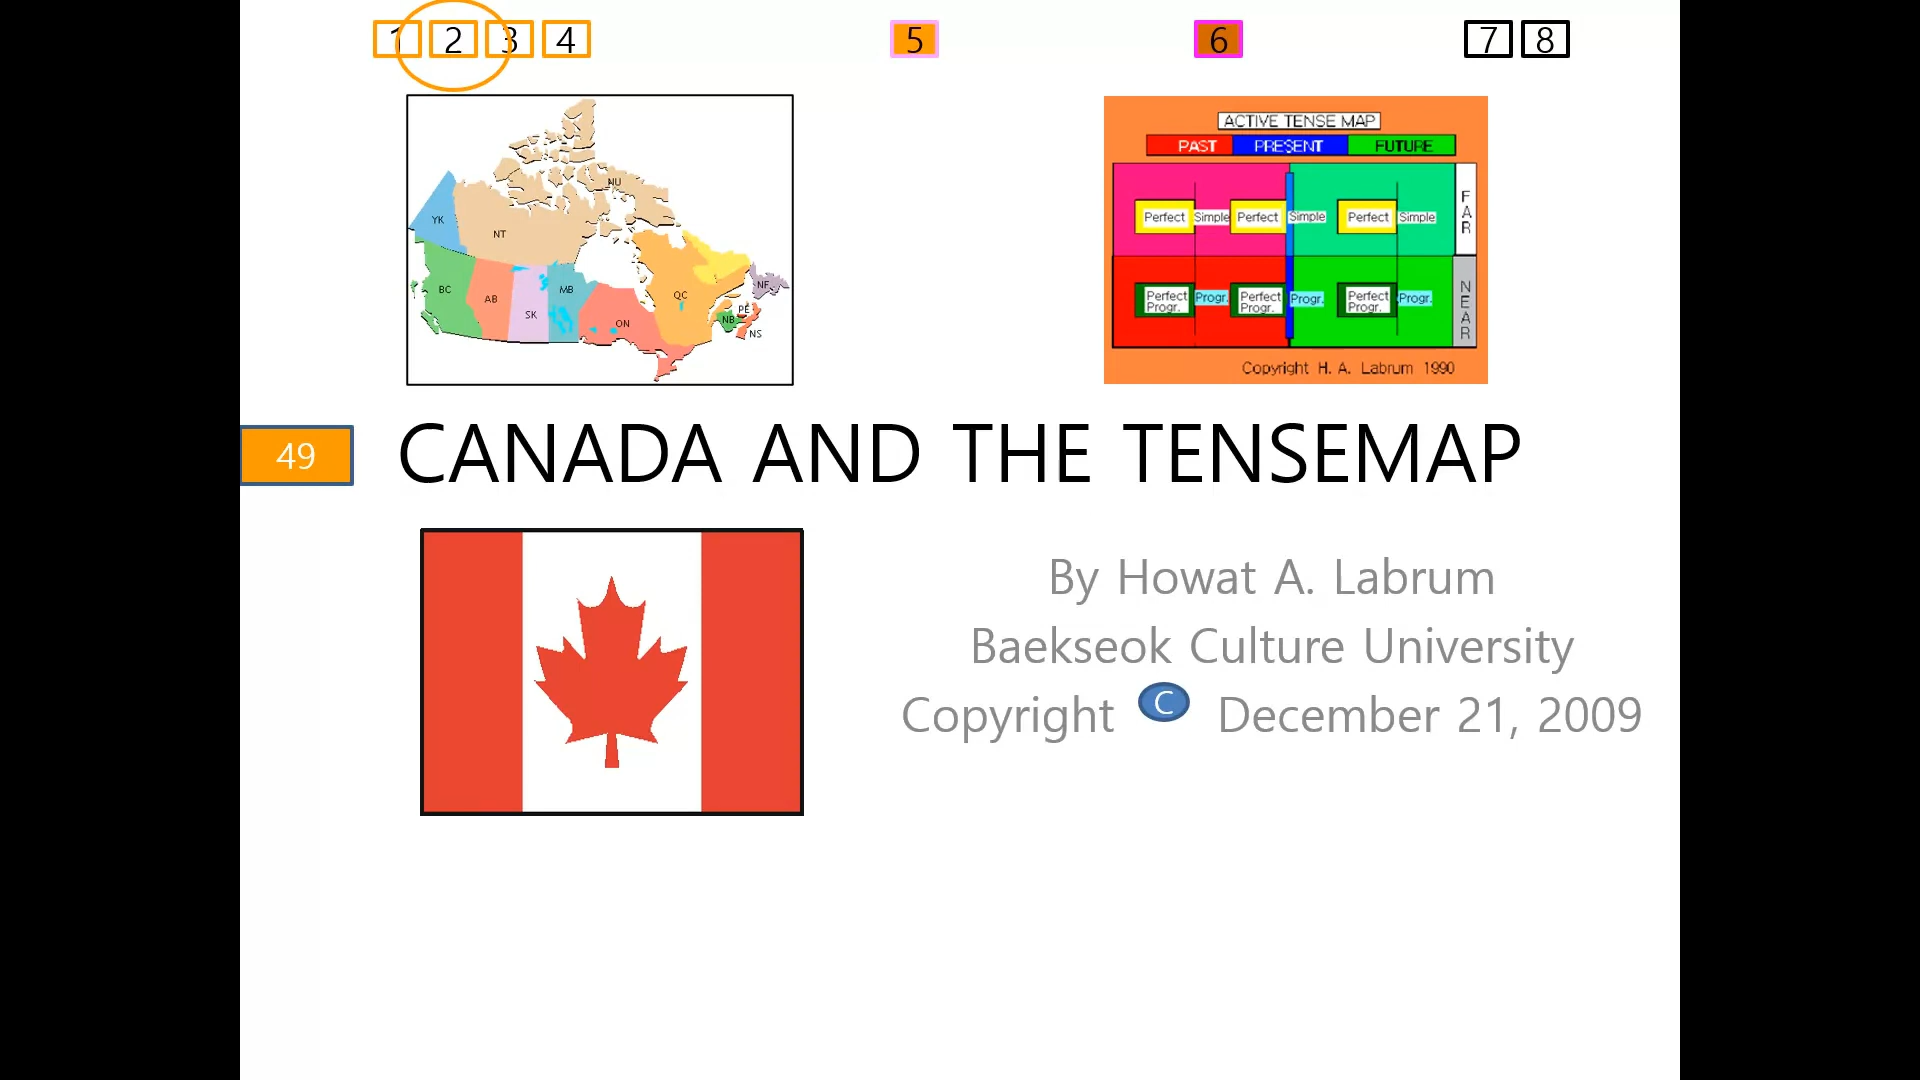 1 2 3 4 5 6 7 8
NU
YK
NT
BC
AB
SK
MB
ON
QC
NF
PE
NB
NS
ACTIVE TENSE MAP
PAST PRESENT FUTURE
Perfect Simple Perfect Simple Perfect Simple
FAR
Perfect Progr. Progr. Perfect Progr. Progr. Perfect Progr. Progr.
NEAR
Copyright H. A. Labrum 1990
49
CANADA AND THE TENSEMAP
By Howat A. Labrum
Baekseok Culture University
Copyright C December 21, 2009